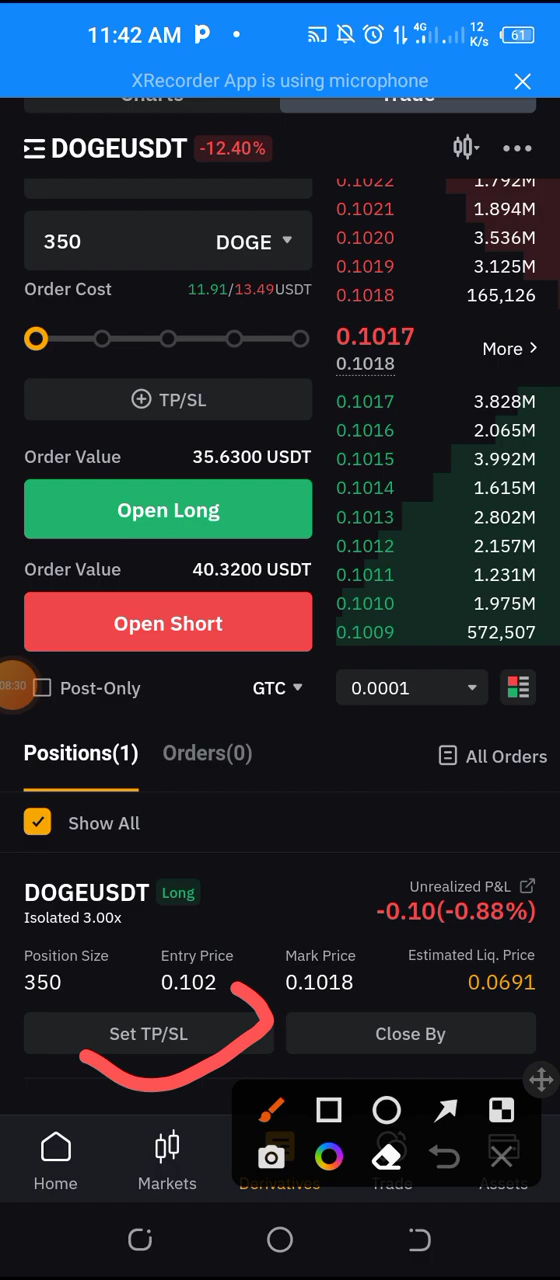 11:42 AM
4G
12
K/s
61
XRecorder App is using microphone
Charts Trade
DOGEUSDT -12.40%
350 DOGE
Order Cost 11.91/13.49USDT
TP/SL
Order Value 35.6300 USDT
Open Long
Order Value 40.3200 USDT
Open Short
0.1022 1.792M
0.1021 1.894M
0.1020 3.536M
0.1019 3.125M
0.1018 165,126
0.1017
0.1018
More
0.1017 3.828M
0.1016 2.065M
0.1015 3.992M
0.1014 1.615M
0.1013 2.802M
0.1012 2.157M
0.1011 1.231M
0.1010 1.975M
0.1009 572,507
08:30
Post-Only GTC 0.0001
Positions(1) Orders(0) All Orders
Show All
DOGEUSDT Long
Isolated 3.00x
Unrealized P&L
-0.10(-0.88%)
Position Size Entry Price Mark Price Estimated Liq. Price
350 0.102 0.1018 0.0691
Set TP/SL Close By
Home Markets Derivatives Trade Assets